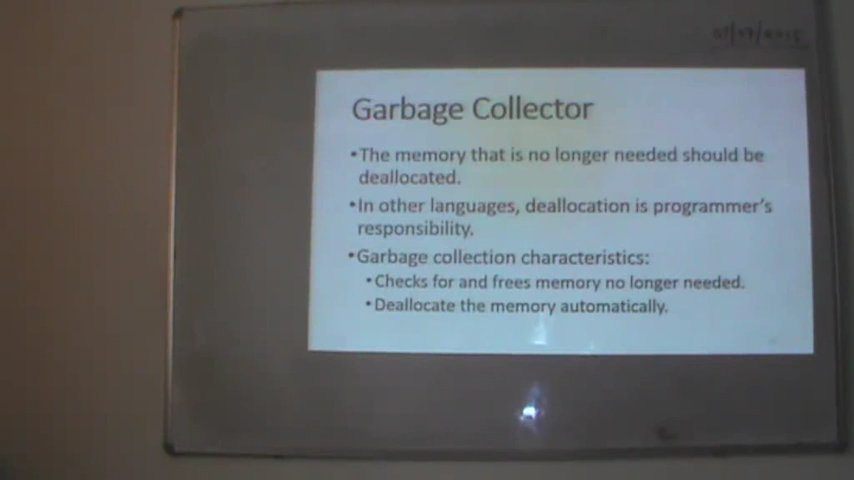 Garbage Collector
•The memory that is no longer needed should be
deallocated.
•In other languages, deallocation is programmer's
responsibility.
•Garbage collection characteristics:
•Checks for and frees memory no longer needed.
•Deallocate the memory automatically.